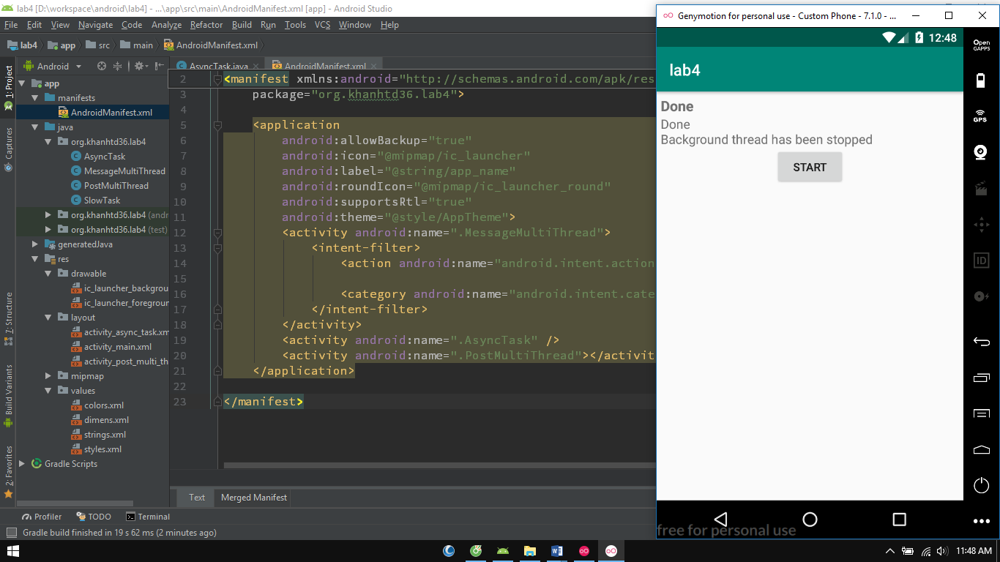 lab4 [D:\workspace\android\lab4] - ...\app\src\main\AndroidManifest.xml [app] - Android Studio
File Edit View Navigate Code Analyze Refactor Build Run Tools VCS Window Help
lab4 app src main AndroidManifest.xml
Android
AsyncTask.java AndroidManifest.xml
1: Project
Captures
7: Structure
Build Variants
2: Favorites
app
manifests
AndroidManifest.xml
java
org.khanhtd36.lab4
AsyncTask
MessageMultiThread
PostMultiThread
SlowTask
org.khanhtd36.lab4 (andr
org.khanhtd36.lab4 (test)
generatedJava
res
drawable
ic_launcher_backgrou
ic_launcher_foregroun
layout
activity_async_task.xm
activity_main.xml
activity_post_multi_th
mipmap
values
colors.xml
dimens.xml
strings.xml
styles.xml
Gradle Scripts
2 <manifest xmlns:android="http://schemas.android.com/apk/res
3 package="org.khanhtd36.lab4">
4
5 <application
6 android:allowBackup="true"
7 android:icon="@mipmap/ic_launcher"
8 android:label="@string/app_name"
9 android:roundIcon="@mipmap/ic_launcher_round"
10 android:supportsRtl="true"
11 android:theme="@style/AppTheme">
12 <activity android:name=".MessageMultiThread">
13 <intent-filter>
14 <action android:name="android.intent.action
15
16 <category android:name="android.intent.cate
17 </intent-filter>
18 </activity>
19 <activity android:name=".AsyncTask" />
20 <activity android:name=".PostMultiThread"></activit
21 </application>
22
23 </manifest>
Text Merged Manifest
Profiler TODO Terminal
Gradle build finished in 19 s 62 ms (2 minutes ago)
Genymotion for personal use - Custom Phone - 7.1.0 - ...
12:48
lab4
Done
Done
Background thread has been stopped
START
free for personal use
Open
GAPPS
GPS
ID
11:48 AM